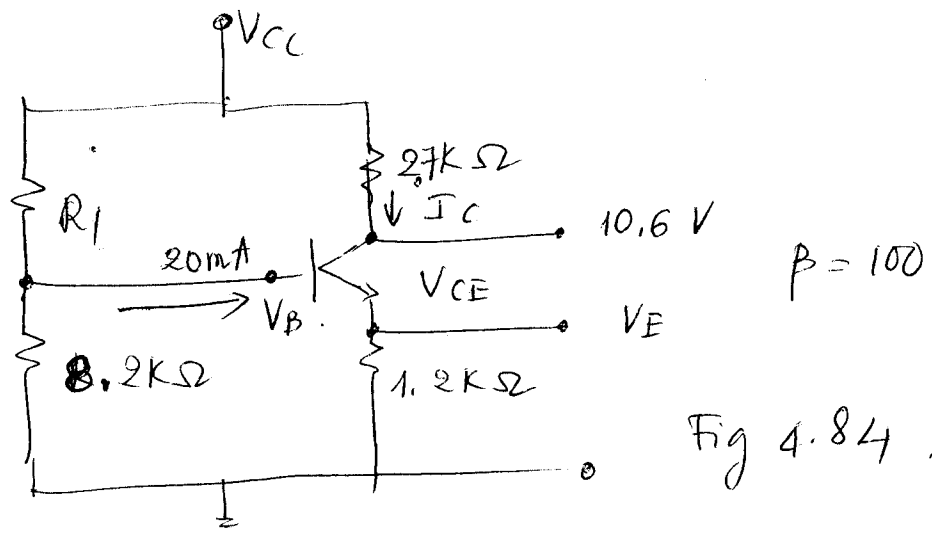 VCC
2.7K Ω
R1
IC
10.6 V
20mA
β = 100
VCE
VB.
VE
8.2KΩ
1.2KΩ
Fig 4.84.